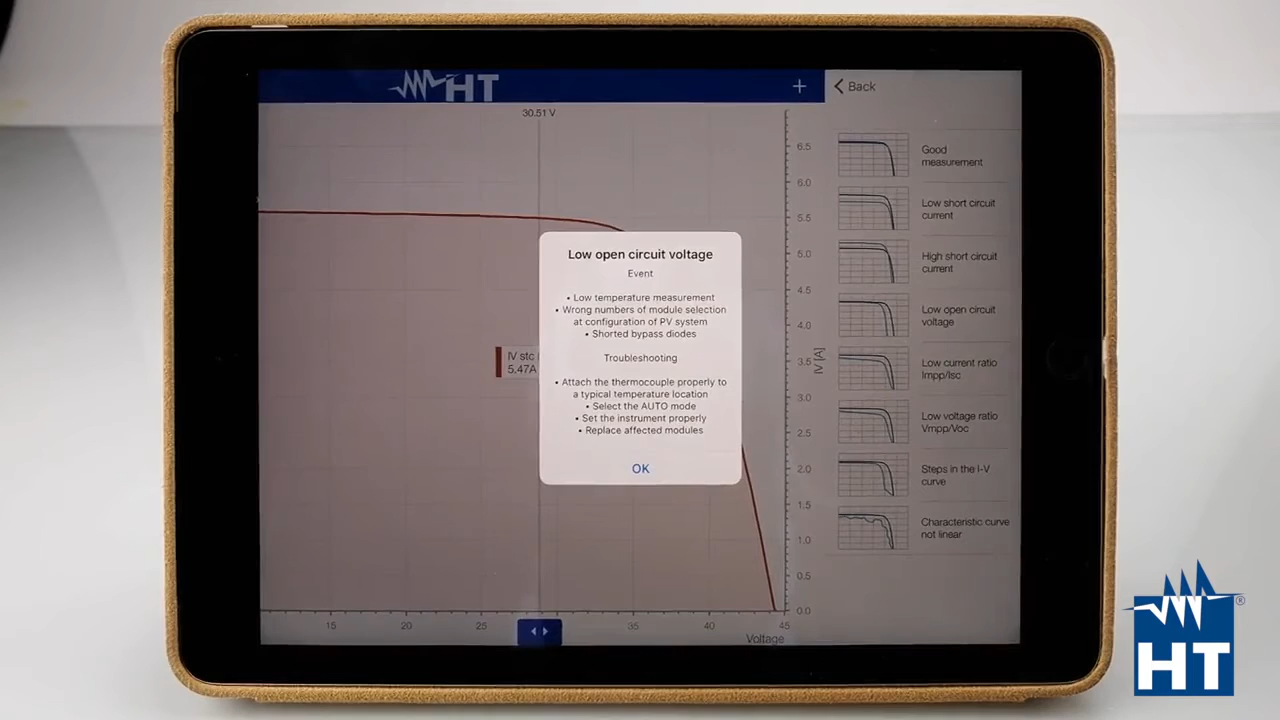 HT
+
Back
30.51 V
6.5
6.0
5.5
5.0
4.5
4.0
3.5
3.0
2.5
2.0
1.5
1.0
0.5
0.0
IV [A]
IV stc
5.47A
15
20
25
35
40
45
Voltage
Low open circuit voltage
Event
• Low temperature measurement
• Wrong numbers of module selection
at configuration of PV system
• Shorted bypass diodes
Troubleshooting
• Attach the thermocouple properly to
a typical temperature location
• Select the AUTO mode
• Set the instrument properly
• Replace affected modules
OK
Good
measurement
Low short circuit
current
High short circuit
current
Low open circuit
voltage
Low current ratio
Impp/Isc
Low voltage ratio
Vmpp/Voc
Steps in the I-V
curve
Characteristic curve
not linear
HT
®